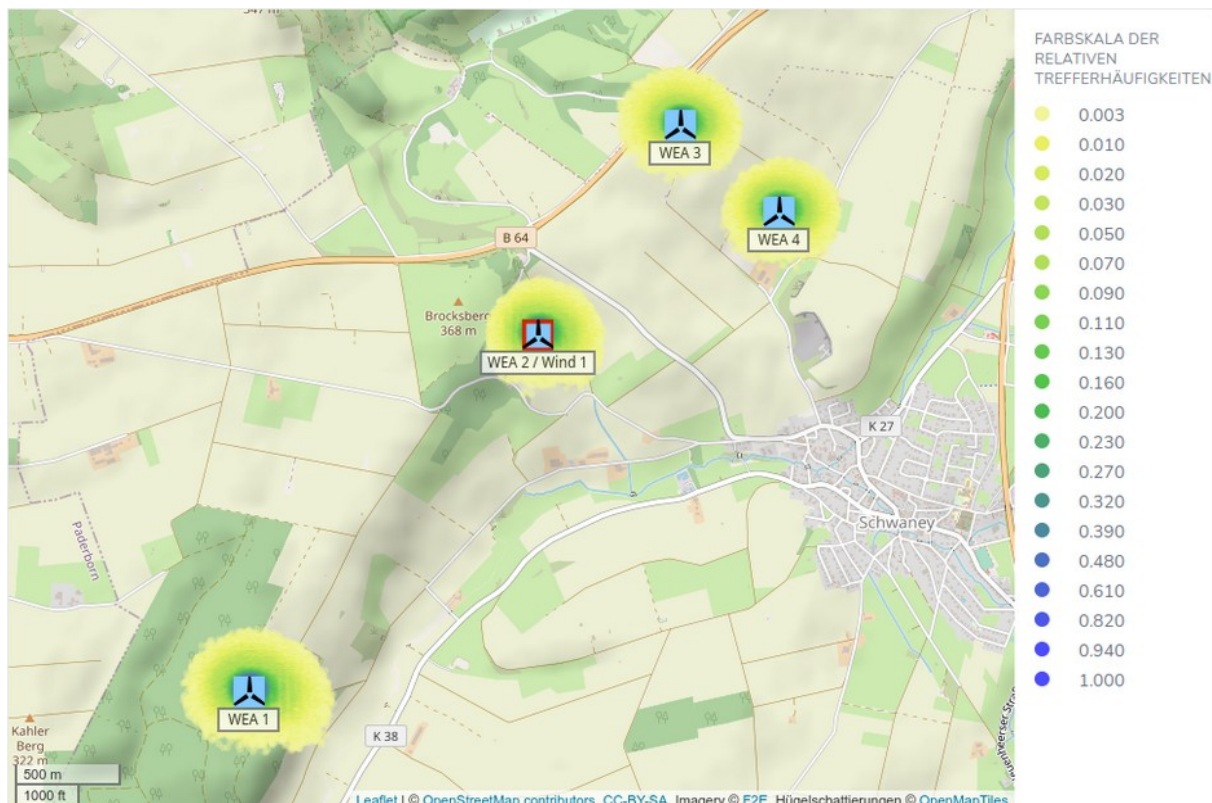 347 m
WEA 3
WEA 4
B 64
Brocksberg
368 m
WEA 2 / Wind 1
K 27
Schwaney
Paderborn
WEA 1
Kahler
Berg
322 m
K 38
500 m
1000 ft
Leaflet | © OpenStreetMap contributors, CC-BY-SA, Imagery © F2E, Hügelschattierungen © OpenMapTiles
FARBSKALA DER
RELATIVEN
TREFFERHÄUFIGKEITEN
0.003
0.010
0.020
0.030
0.050
0.070
0.090
0.110
0.130
0.160
0.200
0.230
0.270
0.320
0.390
0.480
0.610
0.820
0.940
1.000